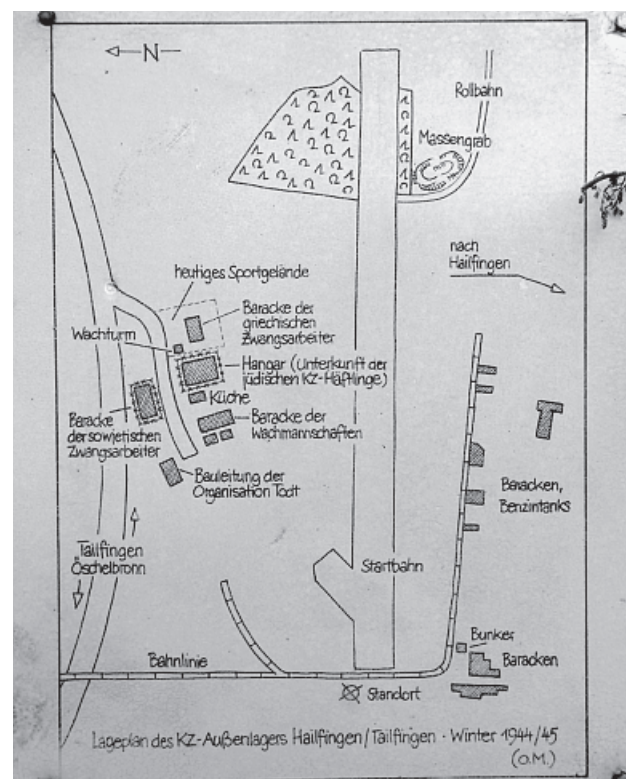 N
Rollbahn
Massengrab
nach
Hailfingen
heutiges Sportgelände
Baracke der
griechischen
Zwangsarbeiter
Wachturm
Hangar (Unterkunft der
jüdischen KZ-Häftlinge)
Küche
Baracke der
Wachmannschaften
Baracke
der sowjetischen
Zwangsarbeiter
Bauleitung der
Organisation Todt
Baracken,
Benzintanks
Tailfingen
Öschelbronn
Startbahn
Bunker
Baracken
Bahnlinie
Standort
Lageplan des KZ-Außenlagers Hailfingen/Tailfingen · Winter 1944/45
(O.M.)